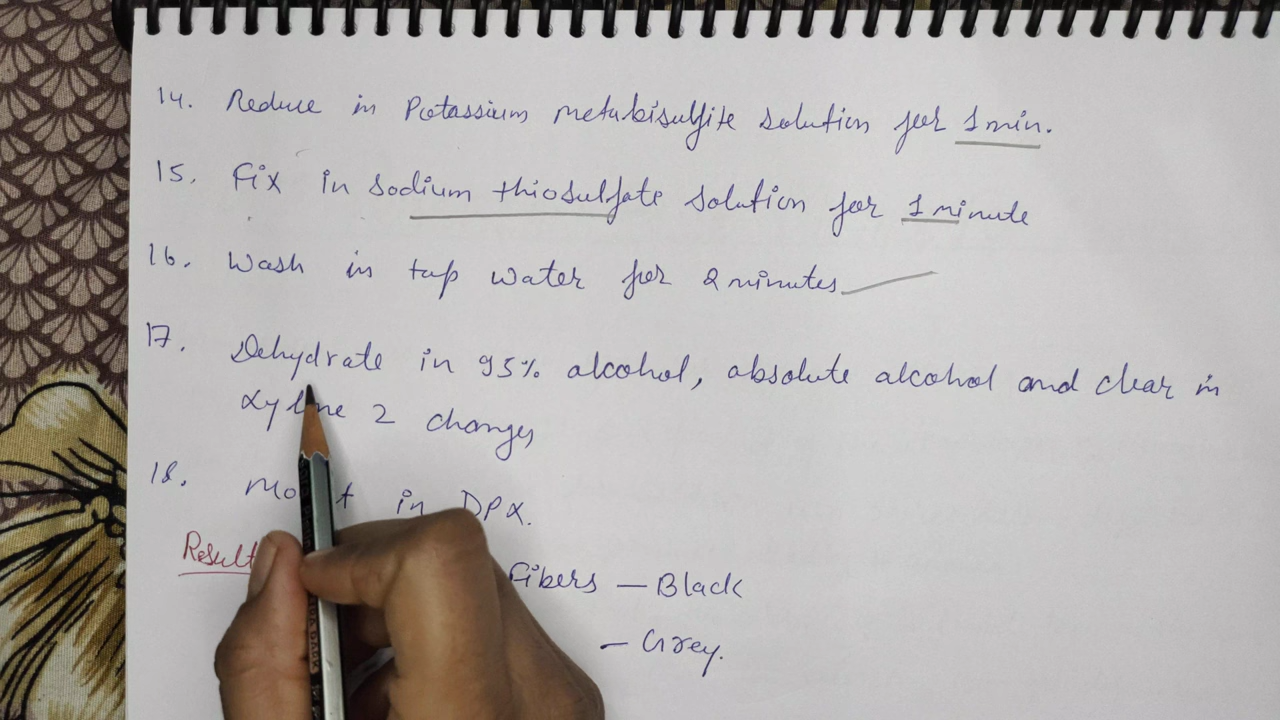 14. Reduce in Potassium metabisulfite solution for 1 min.
15. Fix in sodium thiosulfate solution for 1 minute
16. Wash in tap water for 2 minutes
17. Dehydrate in 95% alcohol, absolute alcohol and clear in
xyline 2 changes
18. in DPX.
Result
Fibers — Black
— Grey.